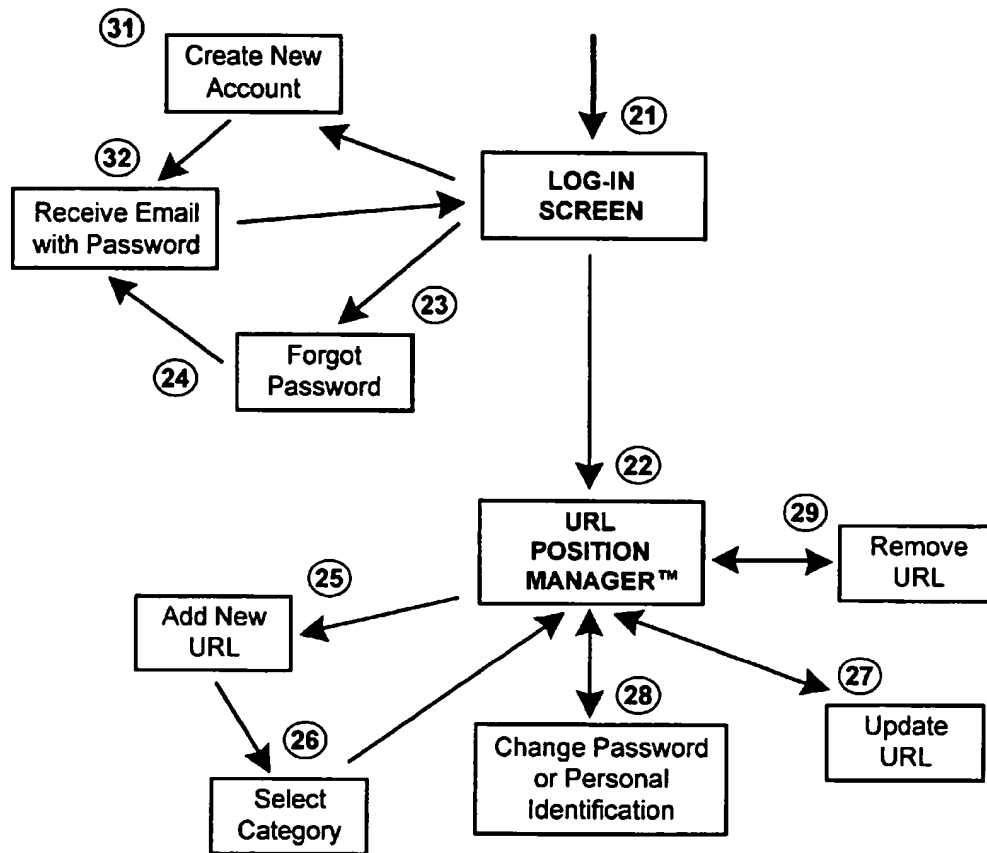 31
Create New
Account
21
32
LOG-IN
SCREEN
Receive Email
with Password
23
Forgot
Password
24
22
URL
POSITION
MANAGER™
29
Remove
URL
25
Add New
URL
27
Update
URL
28
Change Password
or Personal
Identification
26
Select
Category